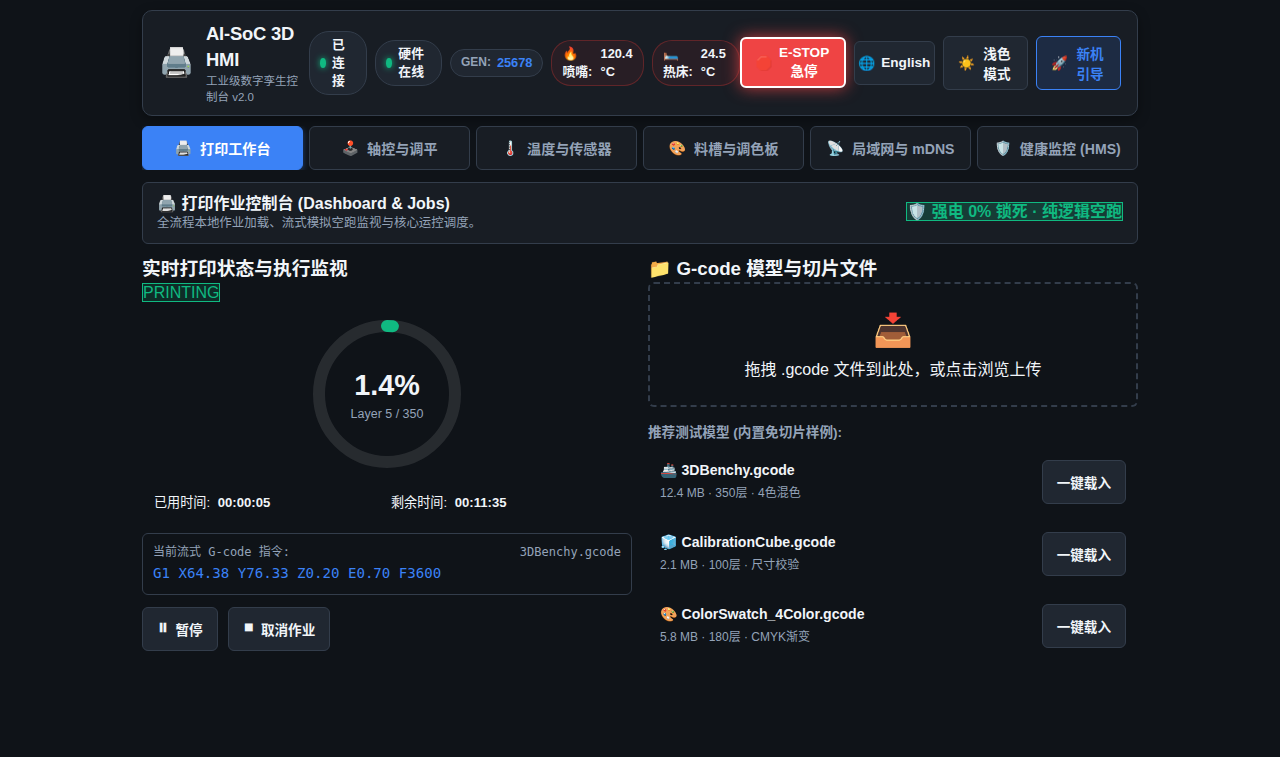 AI-SoC 3D HMI
工业级数字孪生控制台 v2.0
已连接
硬件在线
GEN: 25678
喷嘴: 120.4 °C
热床: 24.5 °C
E-STOP 急停
English
浅色模式
新机引导
打印工作台
轴控与调平
温度与传感器
料槽与调色板
局域网与 mDNS
健康监控 (HMS)
打印作业控制台 (Dashboard & Jobs)
全流程本地作业加载、流式模拟空跑监视与核心运控调度。
强电 0% 锁死 · 纯逻辑空跑
实时打印状态与执行监视
PRINTING
1.4%
Layer 5 / 350
已用时间: 00:00:05
剩余时间: 00:11:35
当前流式 G-code 指令:
3DBenchy.gcode
G1 X64.38 Y76.33 Z0.20 E0.70 F3600
暂停
取消作业
G-code 模型与切片文件
拖拽 .gcode 文件到此处，或点击浏览上传
推荐测试模型 (内置免切片样例):
3DBenchy.gcode
12.4 MB · 350层 · 4色混色
一键载入
CalibrationCube.gcode
2.1 MB · 100层 · 尺寸校验
一键载入
ColorSwatch_4Color.gcode
5.8 MB · 180层 · CMYK渐变
一键载入